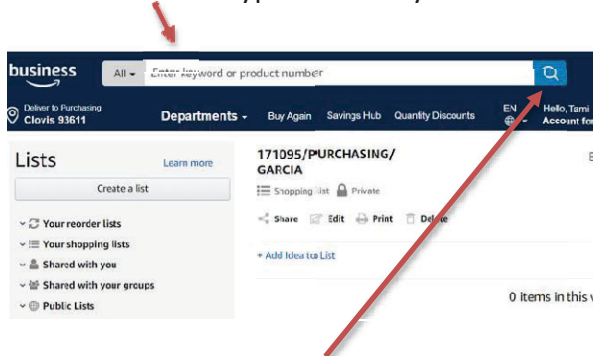 business All Enter keyword or product number
Deliver to Purchasing
Clovis 93611
Departments Buy Again Savings Hub Quantity Discounts EN Hello, Tami
Account for
Lists Learn more
Create a list
Your reorder lists
Your shopping lists
Shared with you
Shared with your groups
Public Lists
171095/PURCHASING/
GARCIA
Shopping list Private
Share Edit Print Delete
+ Add Idea to List
0 items in this